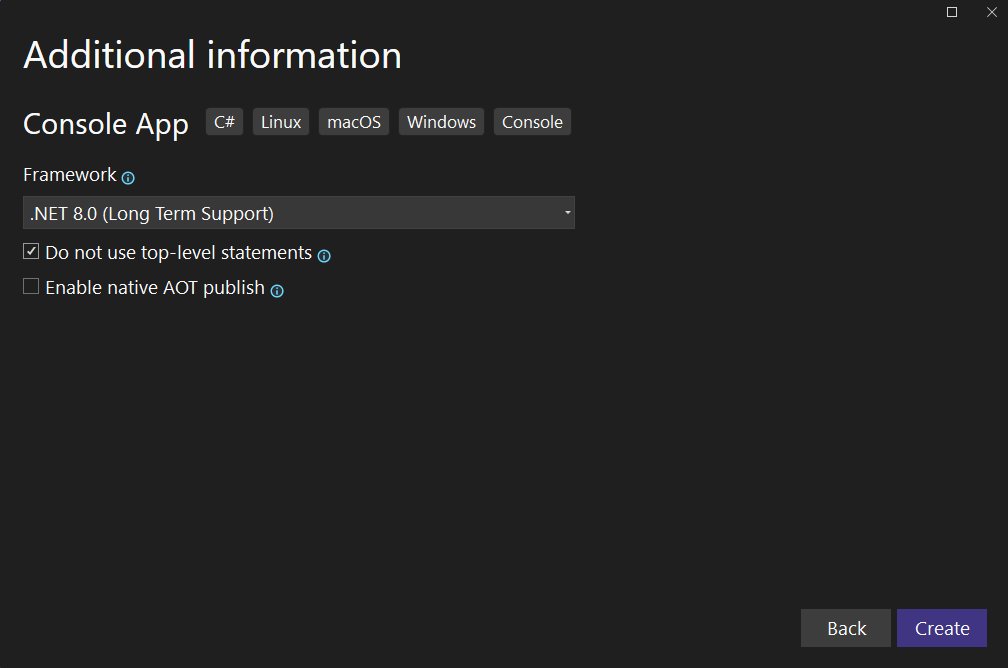 Additional information
Console App C# Linux macOS Windows Console
Framework
.NET 8.0 (Long Term Support)
Do not use top-level statements
Enable native AOT publish
Back Create